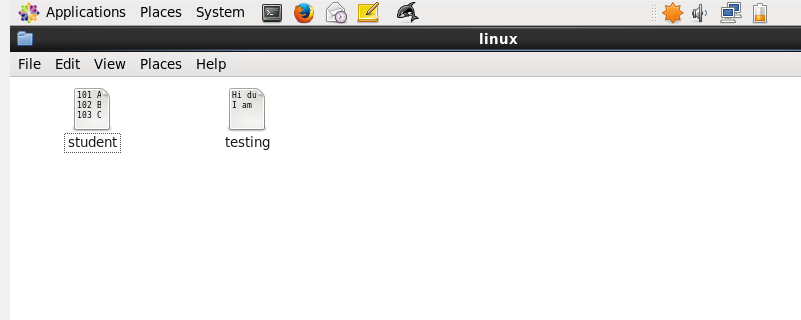 Applications Places System
linux
File Edit View Places Help
101 A
102 B
103 C
Hi du
I am
student
testing